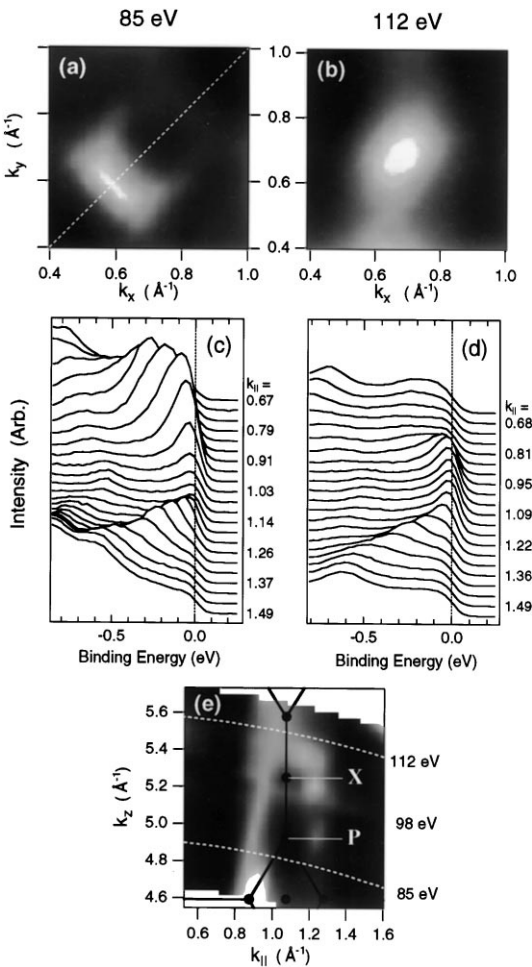 85 eV
112 eV
(a)
(b)
k_y (Å⁻¹)
1.0
0.8
0.6
0.4
0.4 0.6 0.8 1.0
0.4 0.6 0.8 1.0
k_x (Å⁻¹)
k_x (Å⁻¹)
(c)
(d)
Intensity (Arb.)
k_|| =
0.67
0.79
0.91
1.03
1.14
1.26
1.37
1.49
k_|| =
0.68
0.81
0.95
1.09
1.22
1.36
1.49
-0.5 0.0
-0.5 0.0
Binding Energy (eV)
Binding Energy (eV)
(e)
k_z (Å⁻¹)
5.6
5.4
5.2
5.0
4.8
4.6
X
P
112 eV
98 eV
85 eV
0.6 0.8 1.0 1.2 1.4 1.6
k_|| (Å⁻¹)